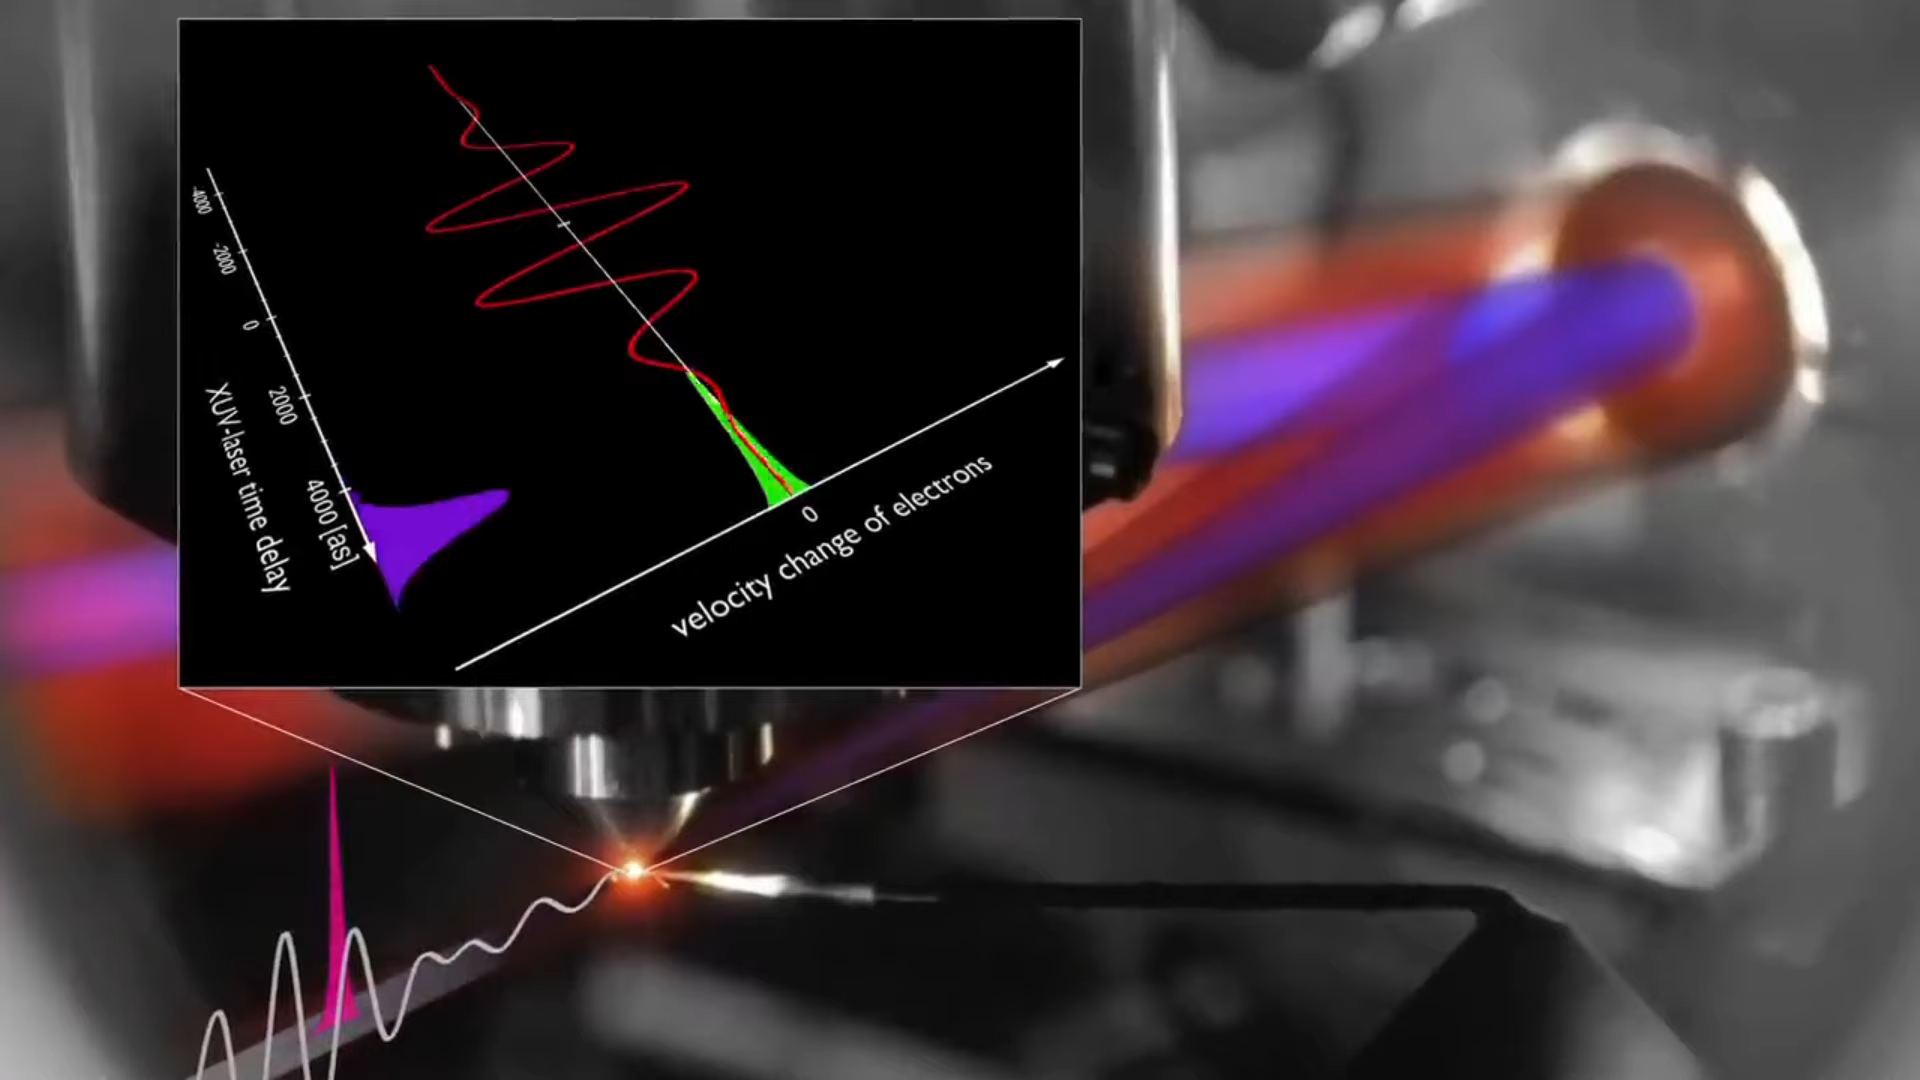 -4000
-2000
0
2000
4000 [as]
XUV-laser time delay
0
velocity change of electrons